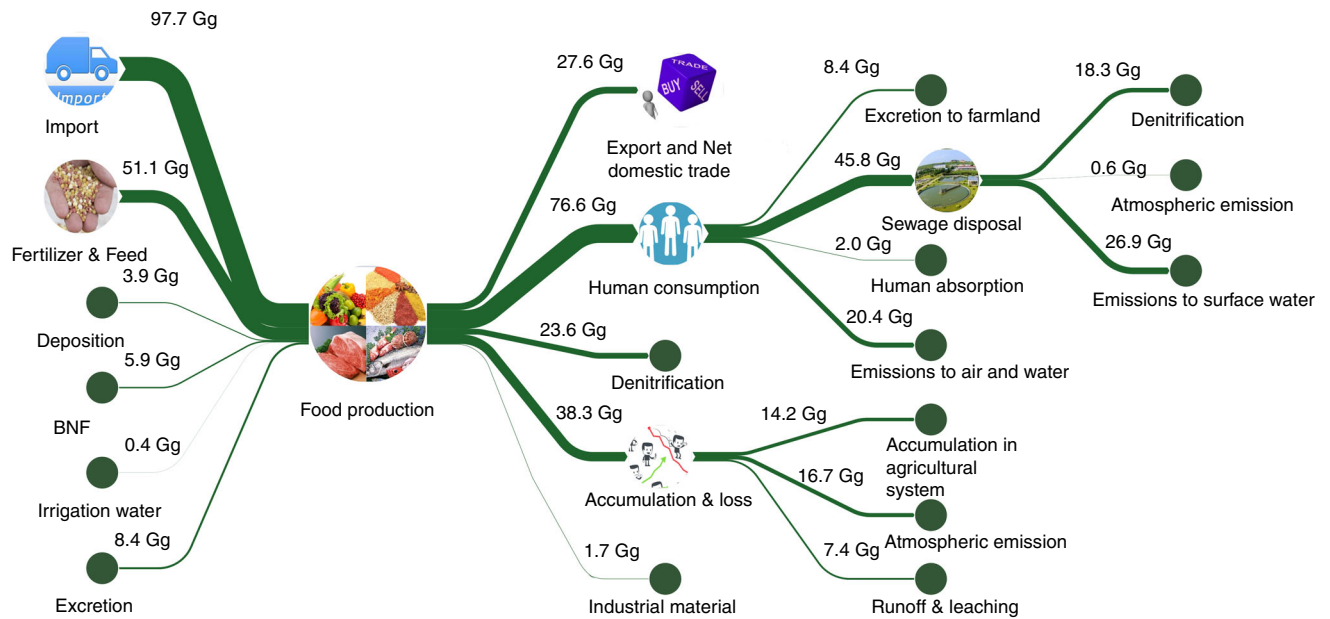 97.7 Gg
Import
Import
51.1 Gg
Fertilizer & Feed
3.9 Gg
Deposition
5.9 Gg
BNF
0.4 Gg
Irrigation water
8.4 Gg
Excretion
Food production
27.6 Gg
TRADE
BUY
SELL
Export and Net
domestic trade
76.6 Gg
Human consumption
23.6 Gg
Denitrification
38.3 Gg
Accumulation & loss
1.7 Gg
Industrial material
8.4 Gg
Excretion to farmland
45.8 Gg
Sewage disposal
2.0 Gg
Human absorption
20.4 Gg
Emissions to air and water
14.2 Gg
Accumulation in
agricultural
system
16.7 Gg
Atmospheric emission
7.4 Gg
Runoff & leaching
18.3 Gg
Denitrification
0.6 Gg
Atmospheric emission
26.9 Gg
Emissions to surface water